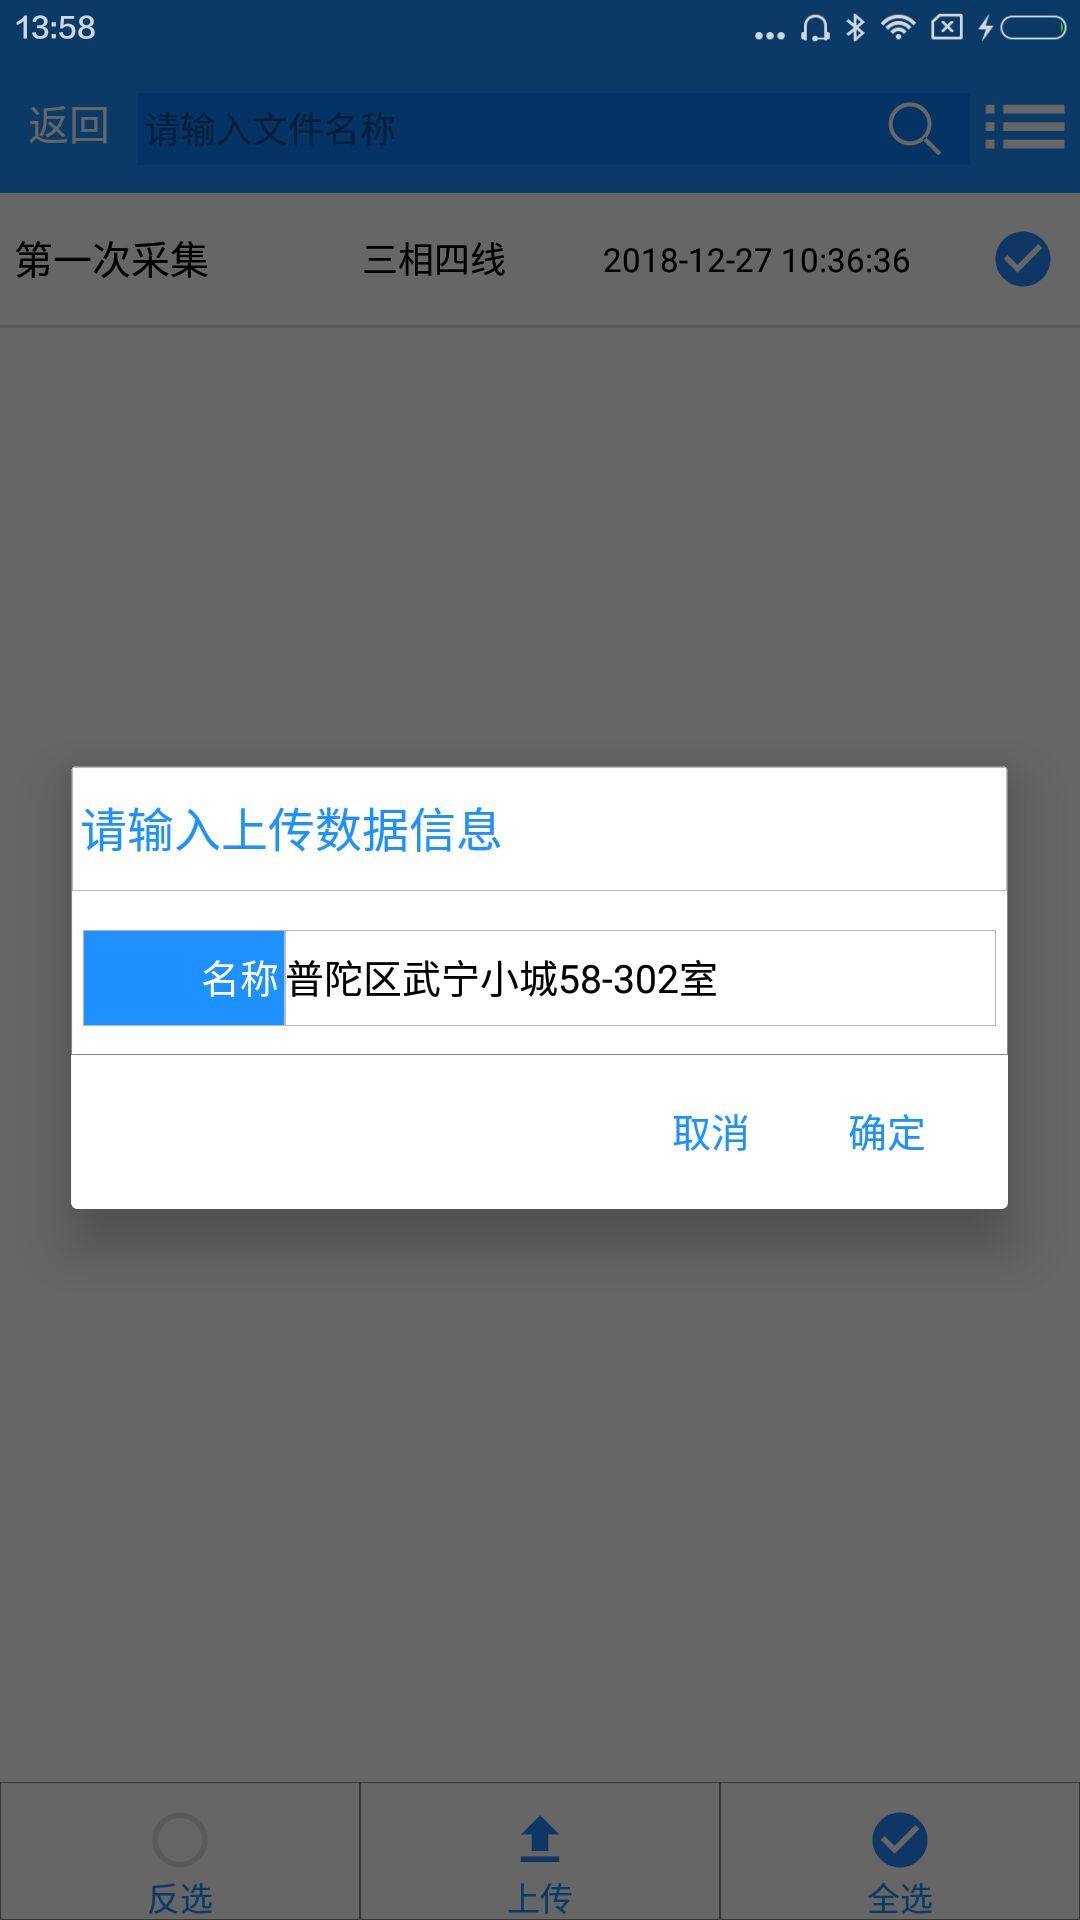 13:58
返回 请输入文件名称
第一次采集 三相四线 2018-12-27 10:36:36
请输入上传数据信息
名称 普陀区武宁小城58-302室
取消 确定
反选 上传 全选